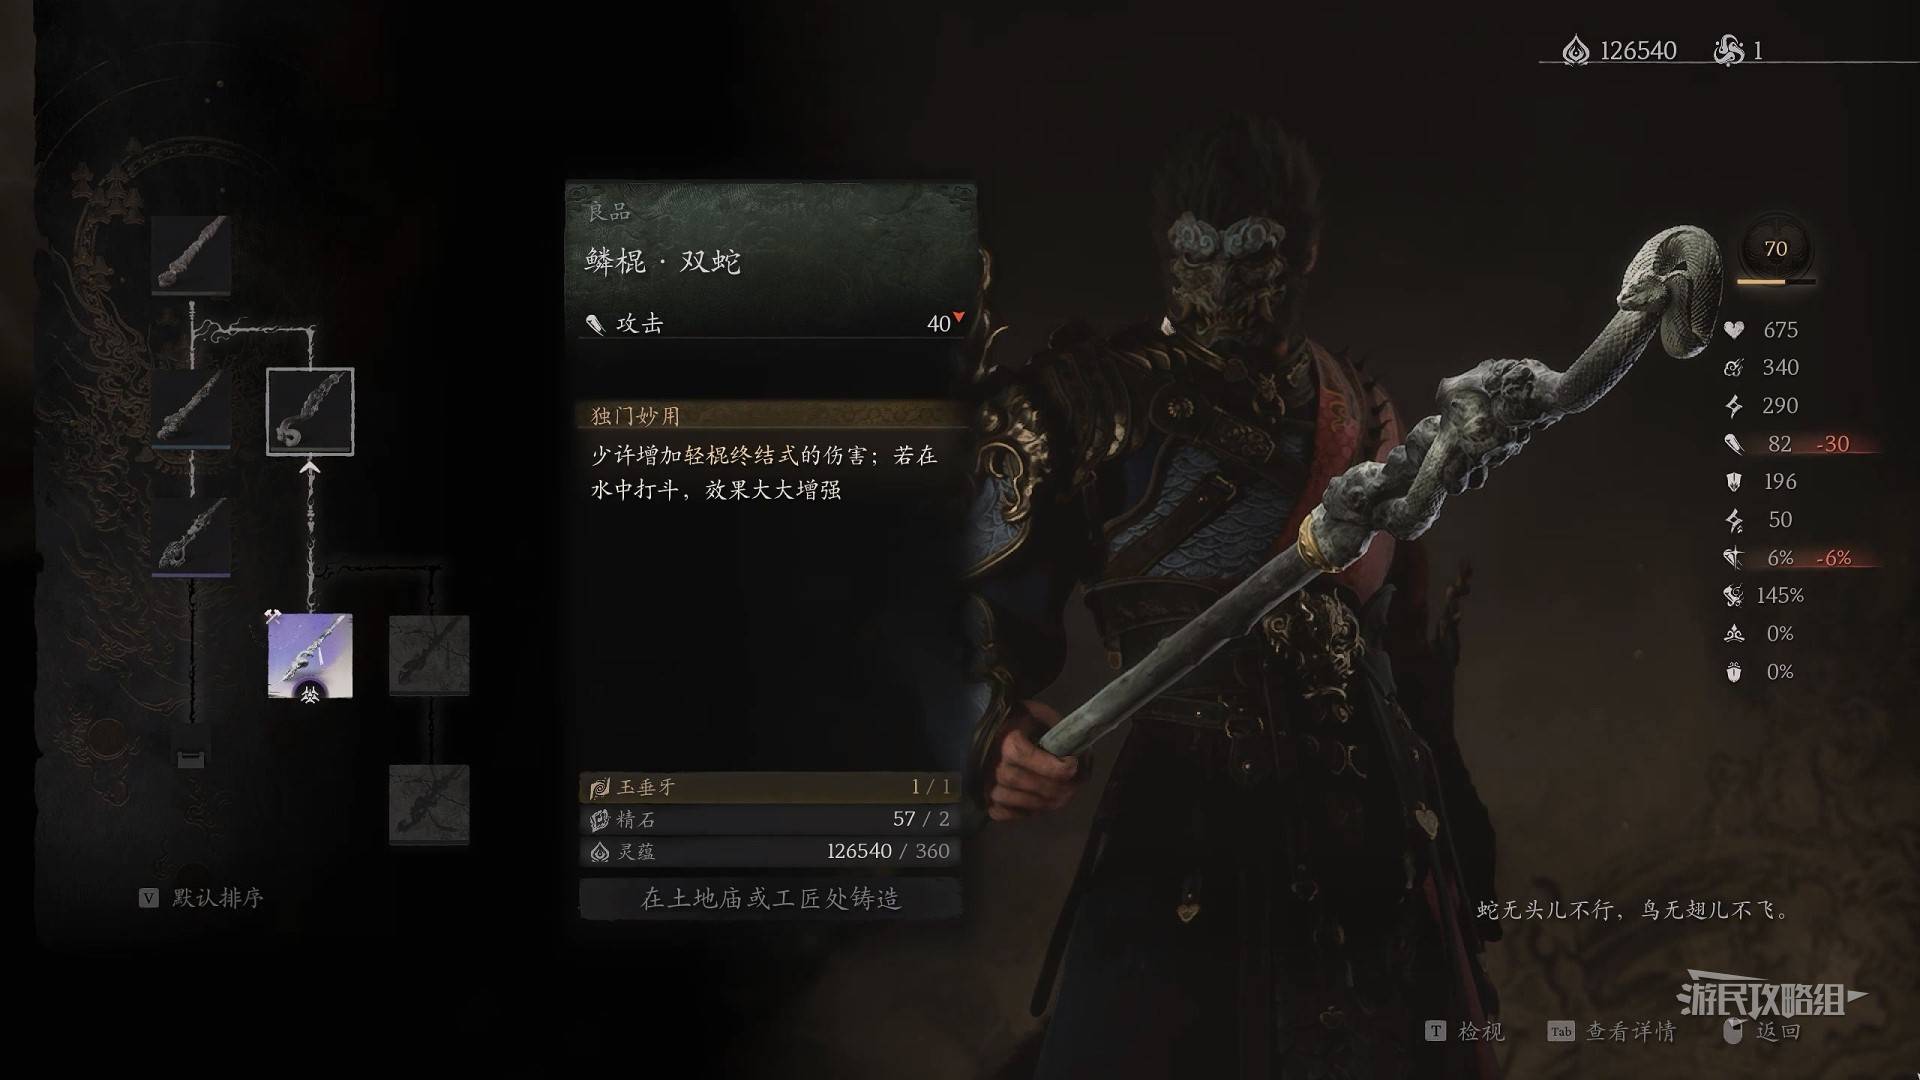 126540 1
良品
鳞棍·双蛇
攻击 40
独门妙用
少许增加轻棍终结式的伤害；若在
水中打斗，效果大大增强
玉垂牙 1 / 1
精石 57 / 2
灵蕴 126540 / 360
在土地庙或工匠处铸造
V 默认排序
70
675
340
290
82 -30
196
50
6% -6%
145%
0%
0%
蛇无头儿不行，鸟无翅儿不飞。
游民攻略组
T 检视 Tab 查看详情 返回